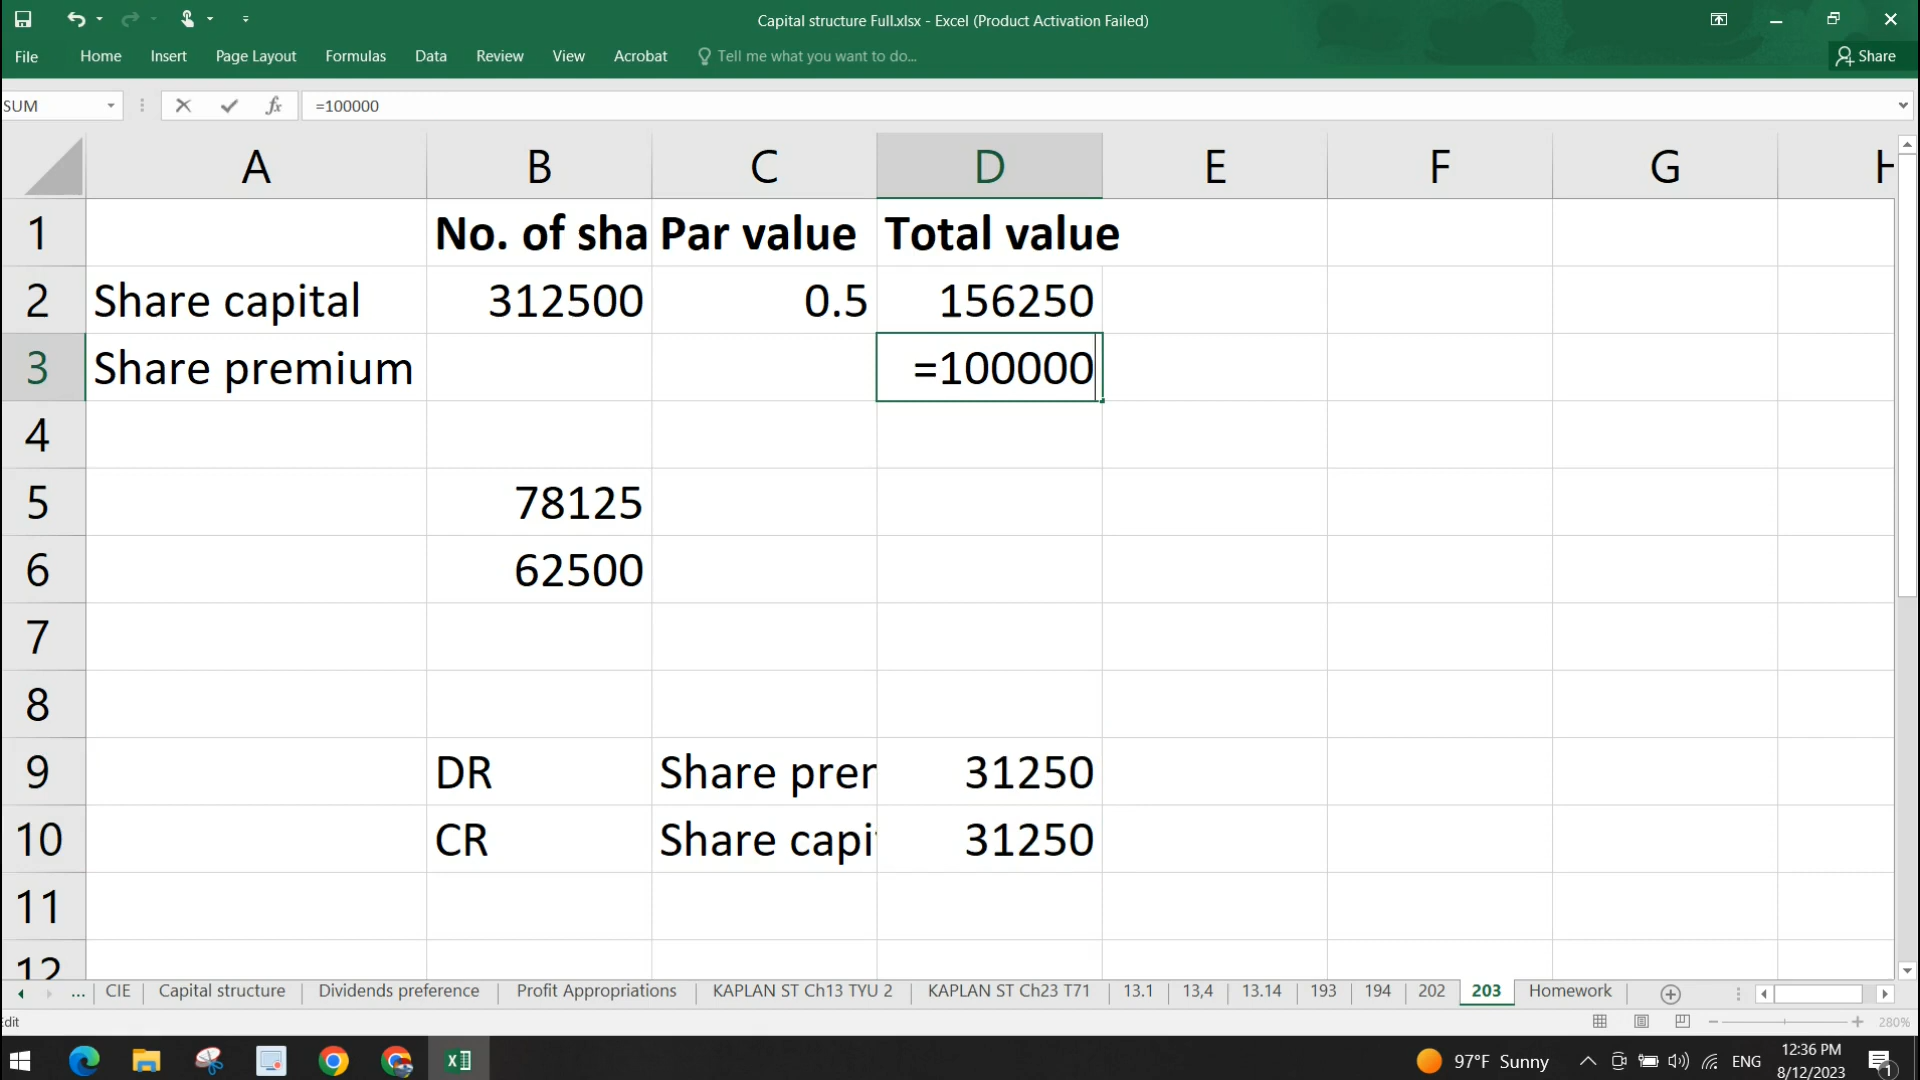 Capital structure Full.xlsx - Excel (Product Activation Failed)
File Home Insert Page Layout Formulas Data Review View Acrobat Tell me what you want to do... Share
SUM fx =100000
A B C D E F G H
1 No. of sha Par value Total value
2 Share capital 312500 0.5 156250
3 Share premium =100000
4
5 78125
6 62500
7
8
9 DR Share prer 31250
10 CR Share capi 31250
11
12
... CIE Capital structure Dividends preference Profit Appropriations KAPLAN ST Ch13 TYU 2 KAPLAN ST Ch23 T71 13.1 13,4 13.14 193 194 202 203 Homework
dit 280%
97°F Sunny ENG 12:36 PM
8/12/2023 1